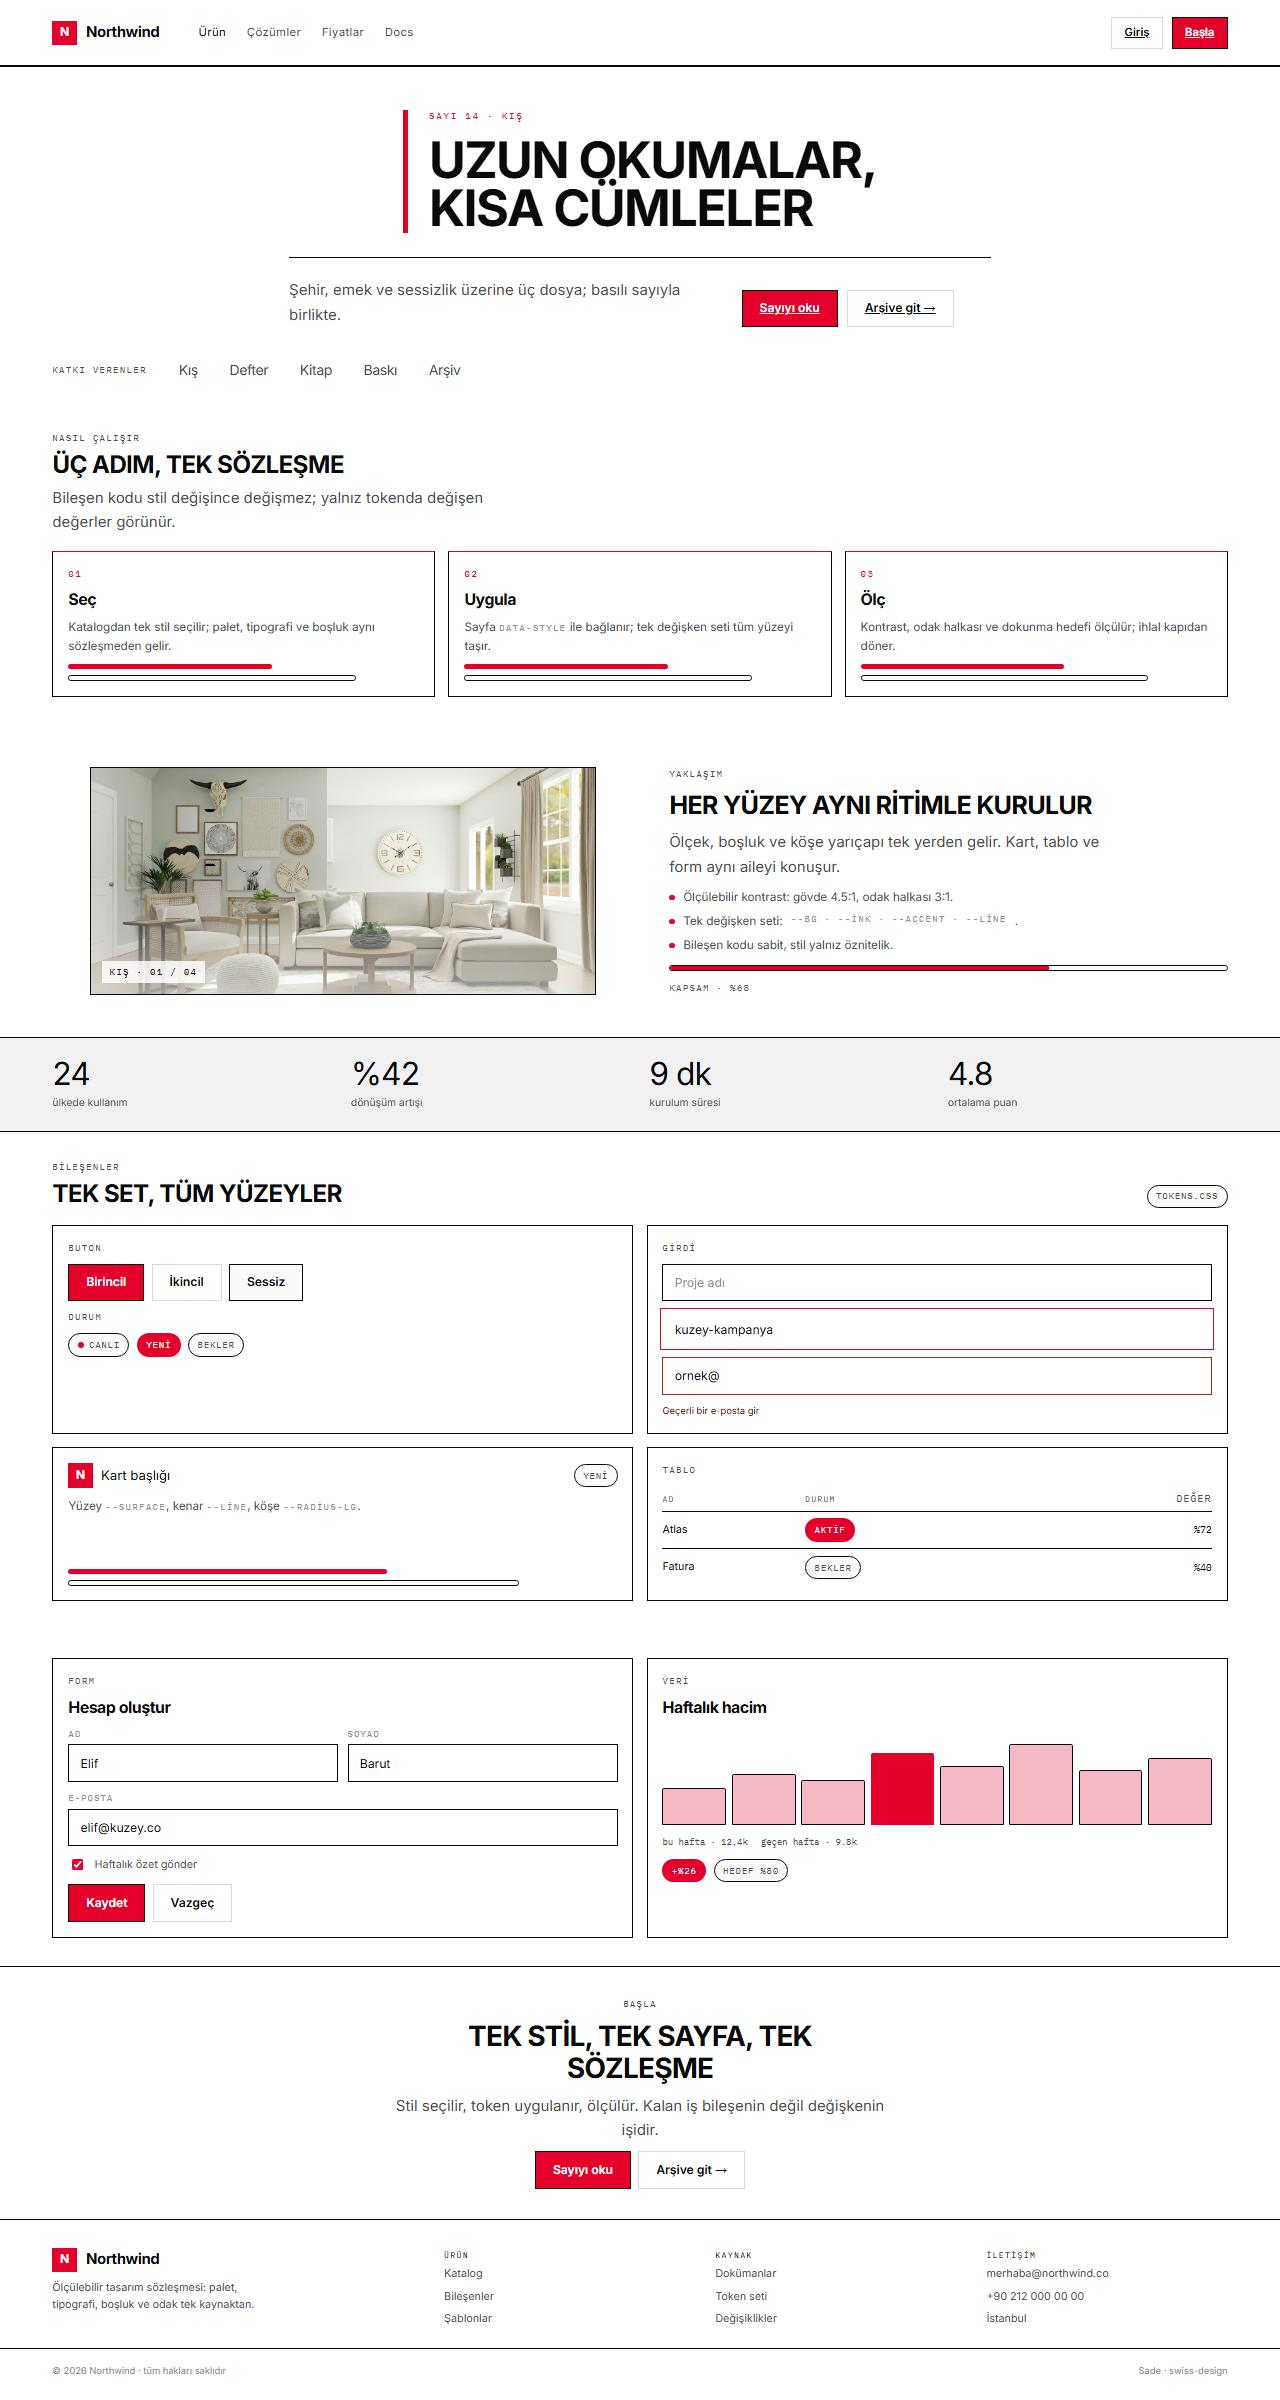 N Northwind Ürün Çözümler Fiyatlar Docs Giriş Başla
SAYI 14 · KIŞ
UZUN OKUMALAR,
KISA CÜMLELER
Şehir, emek ve sessizlik üzerine üç dosya; basılı sayıyla
birlikte.
Sayıyı oku Arşive git →
KATKI VERENLER Kış Defter Kitap Baskı Arşiv
NASIL ÇALIŞIR
ÜÇ ADIM, TEK SÖZLEŞME
Bileşen kodu stil değişince değişmez; yalnız tokenda değişen
değerler görünür.
01
Seç
Katalogdan tek stil seçilir; palet, tipografi ve boşluk aynı
sözleşmeden gelir.
02
Uygula
Sayfa DATA-STYLE ile bağlanır; tek değişken seti tüm yüzeyi
taşır.
03
Ölç
Kontrast, odak halkası ve dokunma hedefi ölçülür; ihlal kapıdan
döner.
KIŞ · 01 / 04
YAKLAŞIM
HER YÜZEY AYNI RİTİMLE KURULUR
Ölçek, boşluk ve köşe yarıçapı tek yerden gelir. Kart, tablo ve
form aynı aileyi konuşur.
Ölçülebilir kontrast: gövde 4.5:1, odak halkası 3:1.
Tek değişken seti: --BG · --İNK · --ACCENT · --LİNE .
Bileşen kodu sabit, stil yalnız öznitelik.
KAPSAM · %68
24 %42 9 dk 4.8
ülkede kullanım dönüşüm artışı kurulum süresi ortalama puan
BİLEŞENLER
TEK SET, TÜM YÜZEYLER
TOKENS.CSS
BUTON
Birincil İkincil Sessiz
DURUM
CANLI YENİ BEKLER
GİRDİ
Proje adı
kuzey-kampanya
ornek@
Geçerli bir e-posta gir
N Kart başlığı YENİ
Yüzey --SURFACE, kenar --LİNE, köşe --RADİUS-LG.
TABLO
AD DURUM DEĞER
Atlas AKTİF %72
Fatura BEKLER %40
FORM
Hesap oluştur
AD SOYAD
Elif Barut
E-POSTA
elif@kuzey.co
Haftalık özet gönder
Kaydet Vazgeç
VERİ
Haftalık hacim
bu hafta · 12.4k geçen hafta · 9.8k
+%26 HEDEF %80
BAŞLA
TEK STİL, TEK SAYFA, TEK
SÖZLEŞME
Stil seçilir, token uygulanır, ölçülür. Kalan iş bileşenin değil değişkenin
işidir.
Sayıyı oku Arşive git →
N Northwind
Ölçülebilir tasarım sözleşmesi: palet,
tipografi, boşluk ve odak tek kaynaktan.
ÜRÜN
Katalog
Bileşenler
Şablonlar
KAYNAK
Dokümanlar
Token seti
Değişiklikler
İLETİŞİM
merhaba@northwind.co
+90 212 000 00 00
İstanbul
© 2026 Northwind · tüm hakları saklıdır Sade · swiss-design